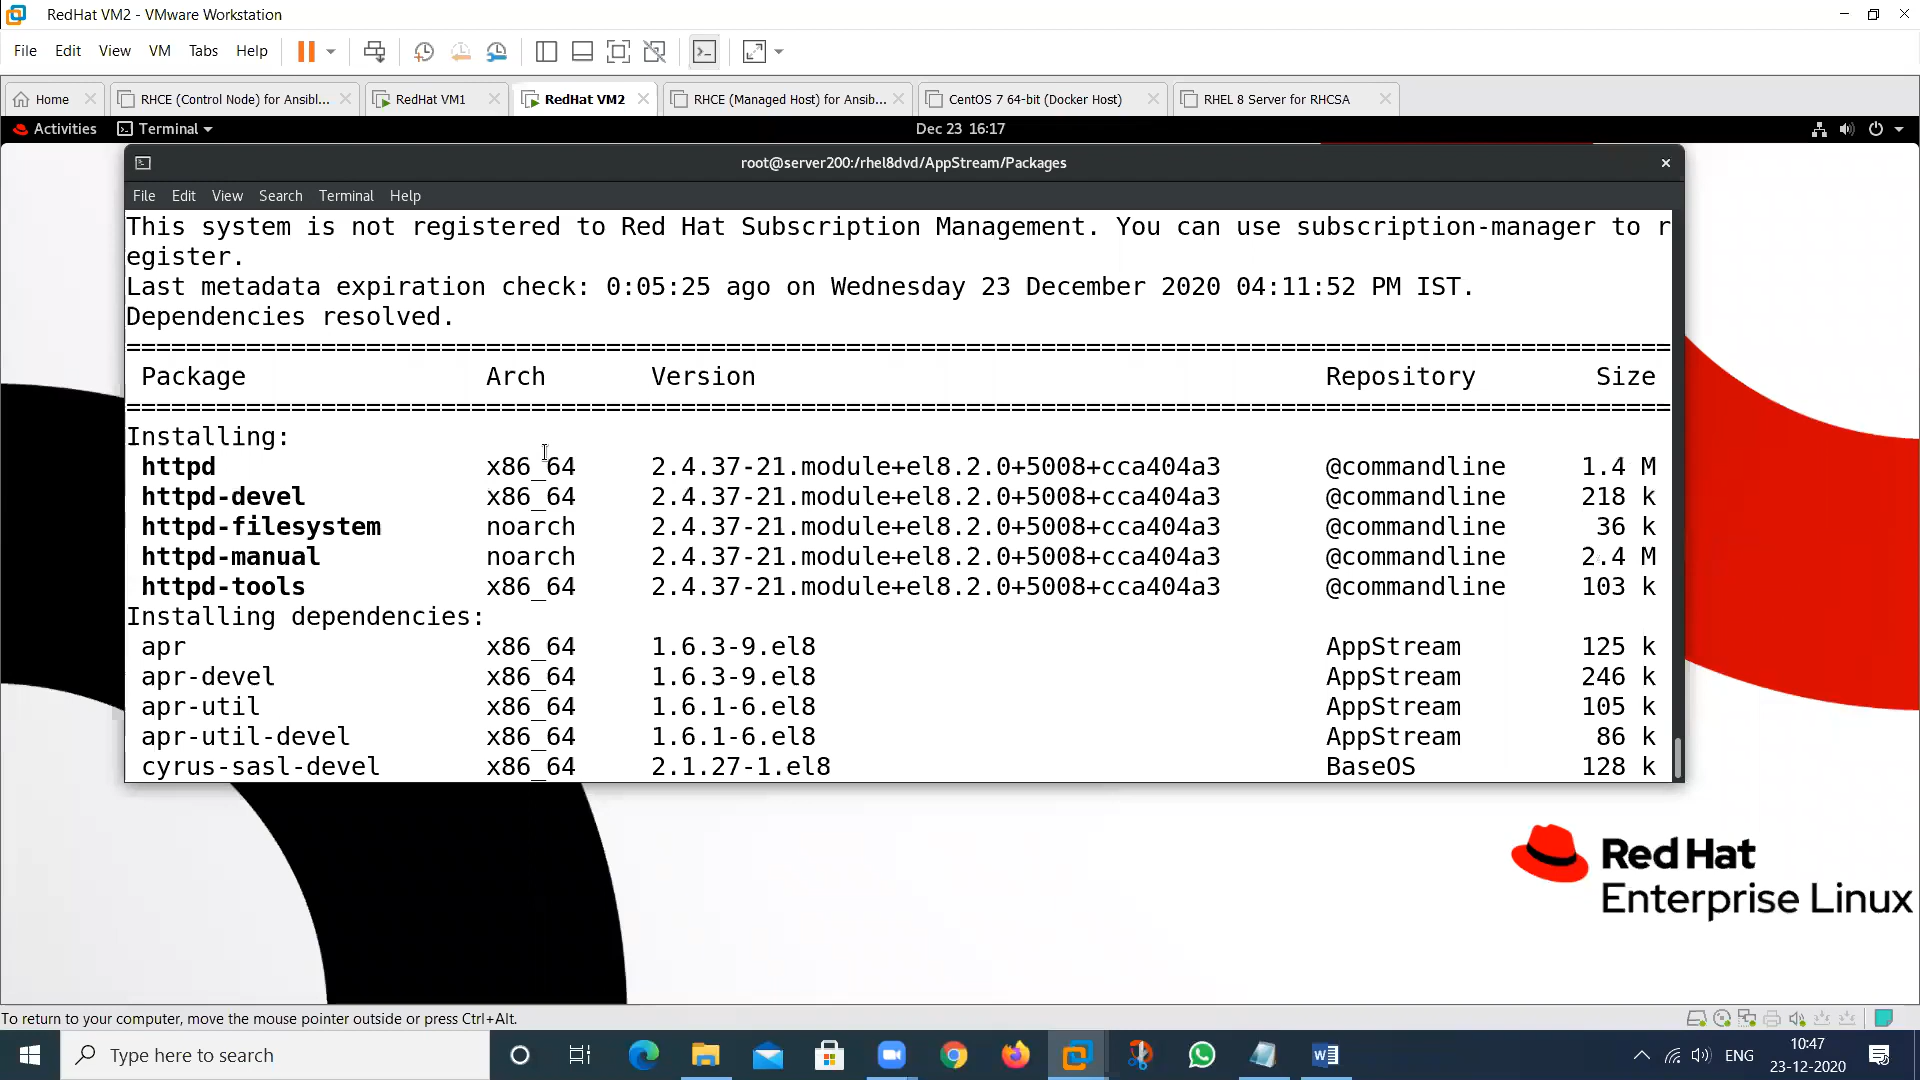 RedHat VM2 - VMware Workstation
File Edit View VM Tabs Help
Home RHCE (Control Node) for Ansibl... RedHat VM1 RedHat VM2 RHCE (Managed Host) for Ansib... CentOS 7 64-bit (Docker Host) RHEL 8 Server for RHCSA
Activities Terminal Dec 23 16:17
root@server200:/rhel8dvd/AppStream/Packages
File Edit View Search Terminal Help
This system is not registered to Red Hat Subscription Management. You can use subscription-manager to r
egister.
Last metadata expiration check: 0:05:25 ago on Wednesday 23 December 2020 04:11:52 PM IST.
Dependencies resolved.
=======================================================================================================
Package Arch Version Repository Size
=======================================================================================================
Installing:
httpd x86_64 2.4.37-21.module+el8.2.0+5008+cca404a3 @commandline 1.4 M
httpd-devel x86_64 2.4.37-21.module+el8.2.0+5008+cca404a3 @commandline 218 k
httpd-filesystem noarch 2.4.37-21.module+el8.2.0+5008+cca404a3 @commandline 36 k
httpd-manual noarch 2.4.37-21.module+el8.2.0+5008+cca404a3 @commandline 2.4 M
httpd-tools x86_64 2.4.37-21.module+el8.2.0+5008+cca404a3 @commandline 103 k
Installing dependencies:
apr x86_64 1.6.3-9.el8 AppStream 125 k
apr-devel x86_64 1.6.3-9.el8 AppStream 246 k
apr-util x86_64 1.6.1-6.el8 AppStream 105 k
apr-util-devel x86_64 1.6.1-6.el8 AppStream 86 k
cyrus-sasl-devel x86_64 2.1.27-1.el8 BaseOS 128 k
Red Hat
Enterprise Linux
To return to your computer, move the mouse pointer outside or press Ctrl+Alt.
Type here to search
ENG
10:47
23-12-2020